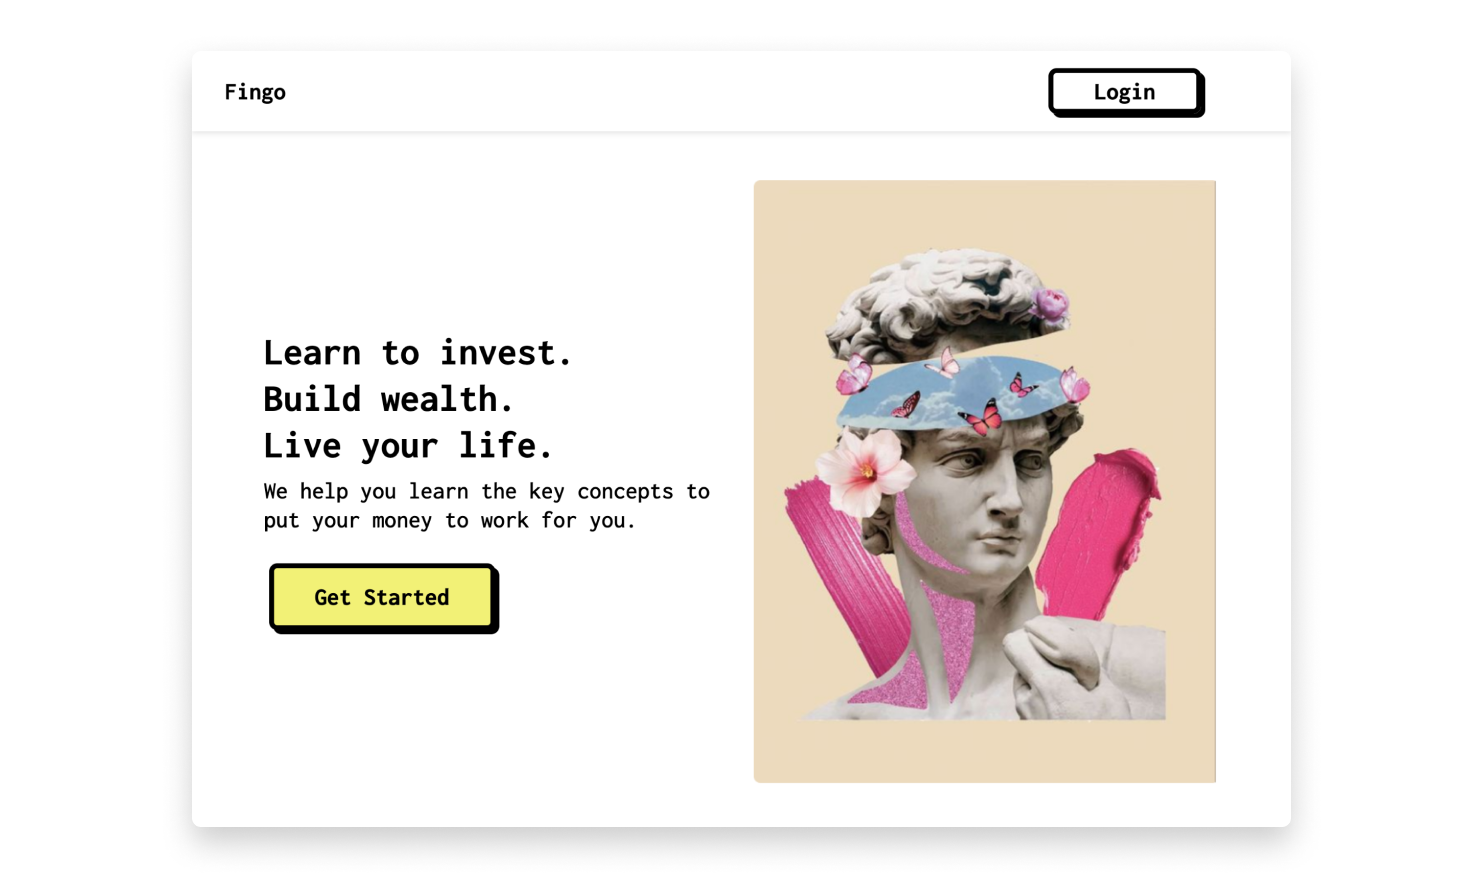 Fingo
Login
Learn to invest.
Build wealth.
Live your life.
We help you learn the key concepts to
put your money to work for you.
Get Started